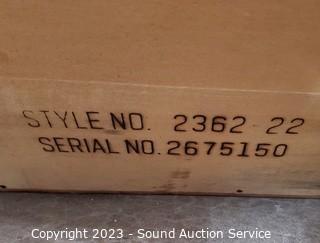 STYLE NO. 2362 22
SERIAL NO. 2675150
Copyright 2023 - Sound Auction Service